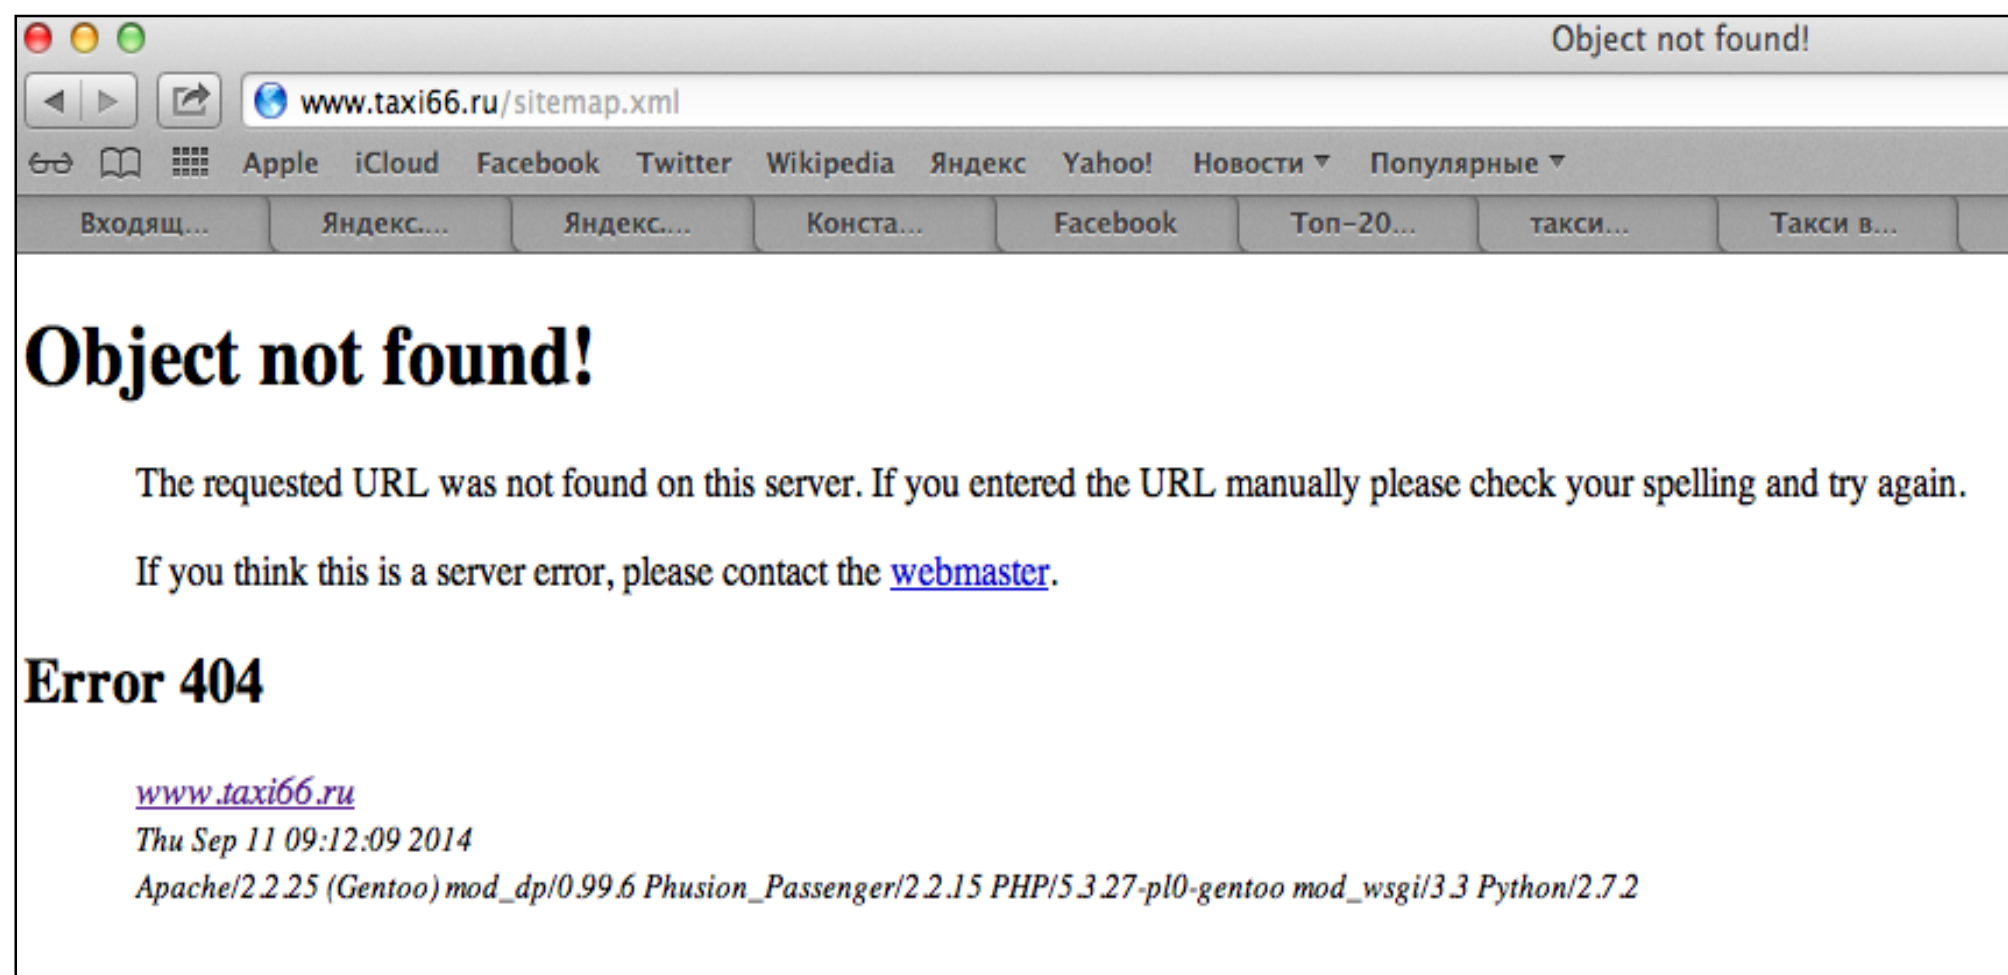 Object not found!
www.taxi66.ru/sitemap.xml
Apple iCloud Facebook Twitter Wikipedia Яндекс Yahoo! Новости Популярные
Входящ... Яндекс.... Яндекс.... Конста... Facebook Топ-20... такси... Такси в...
Object not found!
The requested URL was not found on this server. If you entered the URL manually please check your spelling and try again.
If you think this is a server error, please contact the webmaster.
Error 404
www.taxi66.ru
Thu Sep 11 09:12:09 2014
Apache/2.2.25 (Gentoo) mod_dp/0.99.6 Phusion_Passenger/2.2.15 PHP/5.3.27-pl0-gentoo mod_wsgi/3.3 Python/2.7.2